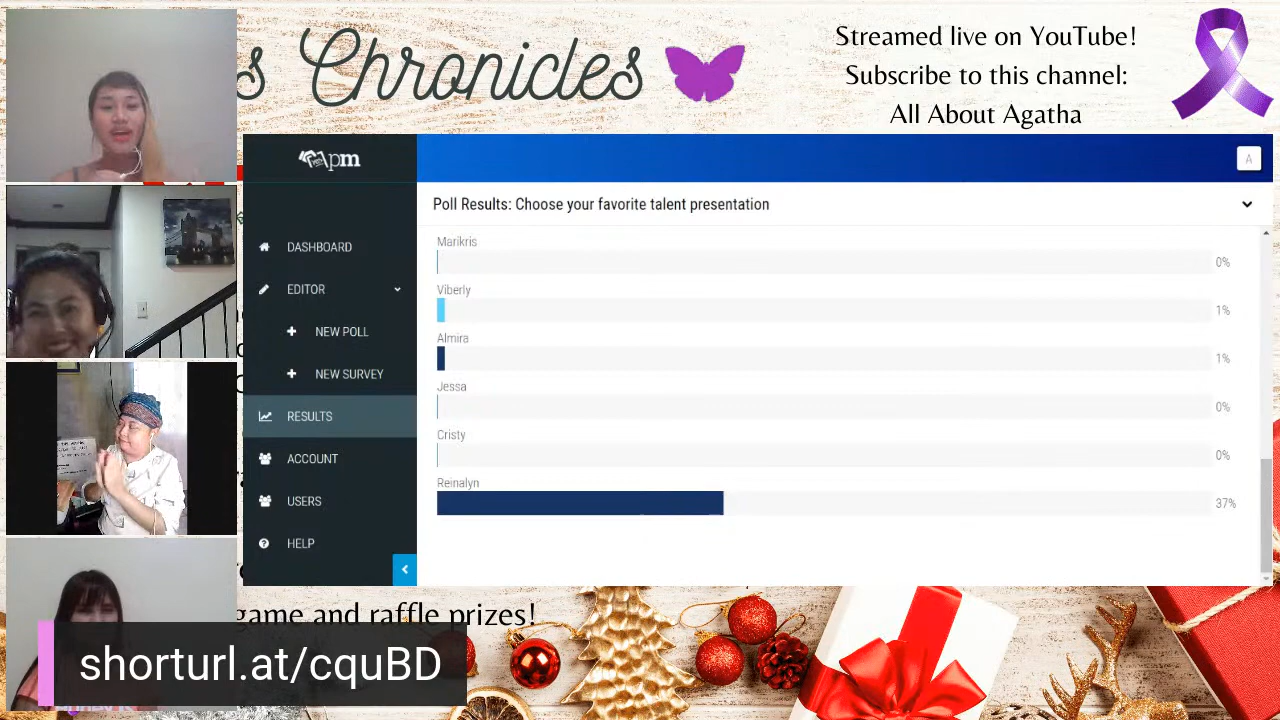 s Chronicles
Streamed live on YouTube!
Subscribe to this channel:
All About Agatha
pm
A
Poll Results: Choose your favorite talent presentation
DASHBOARD
EDITOR
NEW POLL
NEW SURVEY
RESULTS
ACCOUNT
USERS
HELP
Marikris
0%
Viberly
1%
Almira
1%
Jessa
0%
Cristy
0%
Reinalyn
37%
game and raffle prizes!
shorturl.at/cquBD